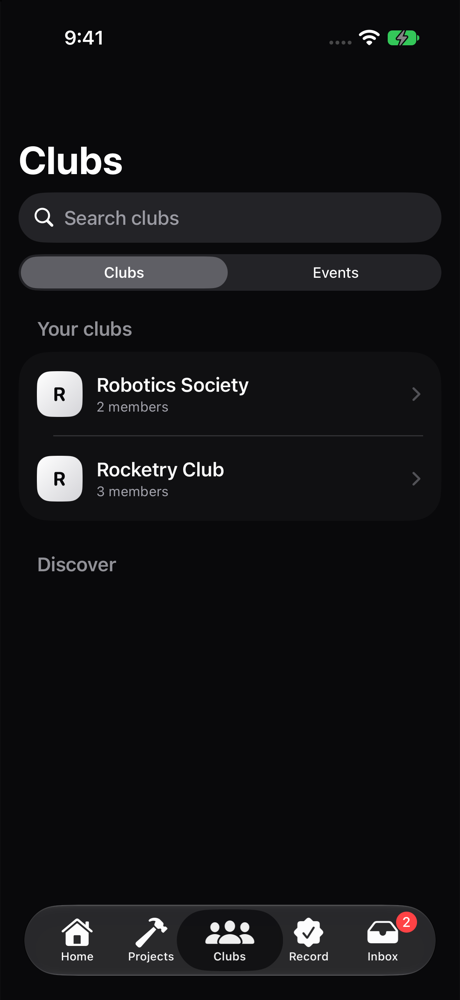 9:41
Clubs
Search clubs
Clubs
Events
Your clubs
R
Robotics Society
2 members
R
Rocketry Club
3 members
Discover
2
Home
Projects
Clubs
Record
Inbox